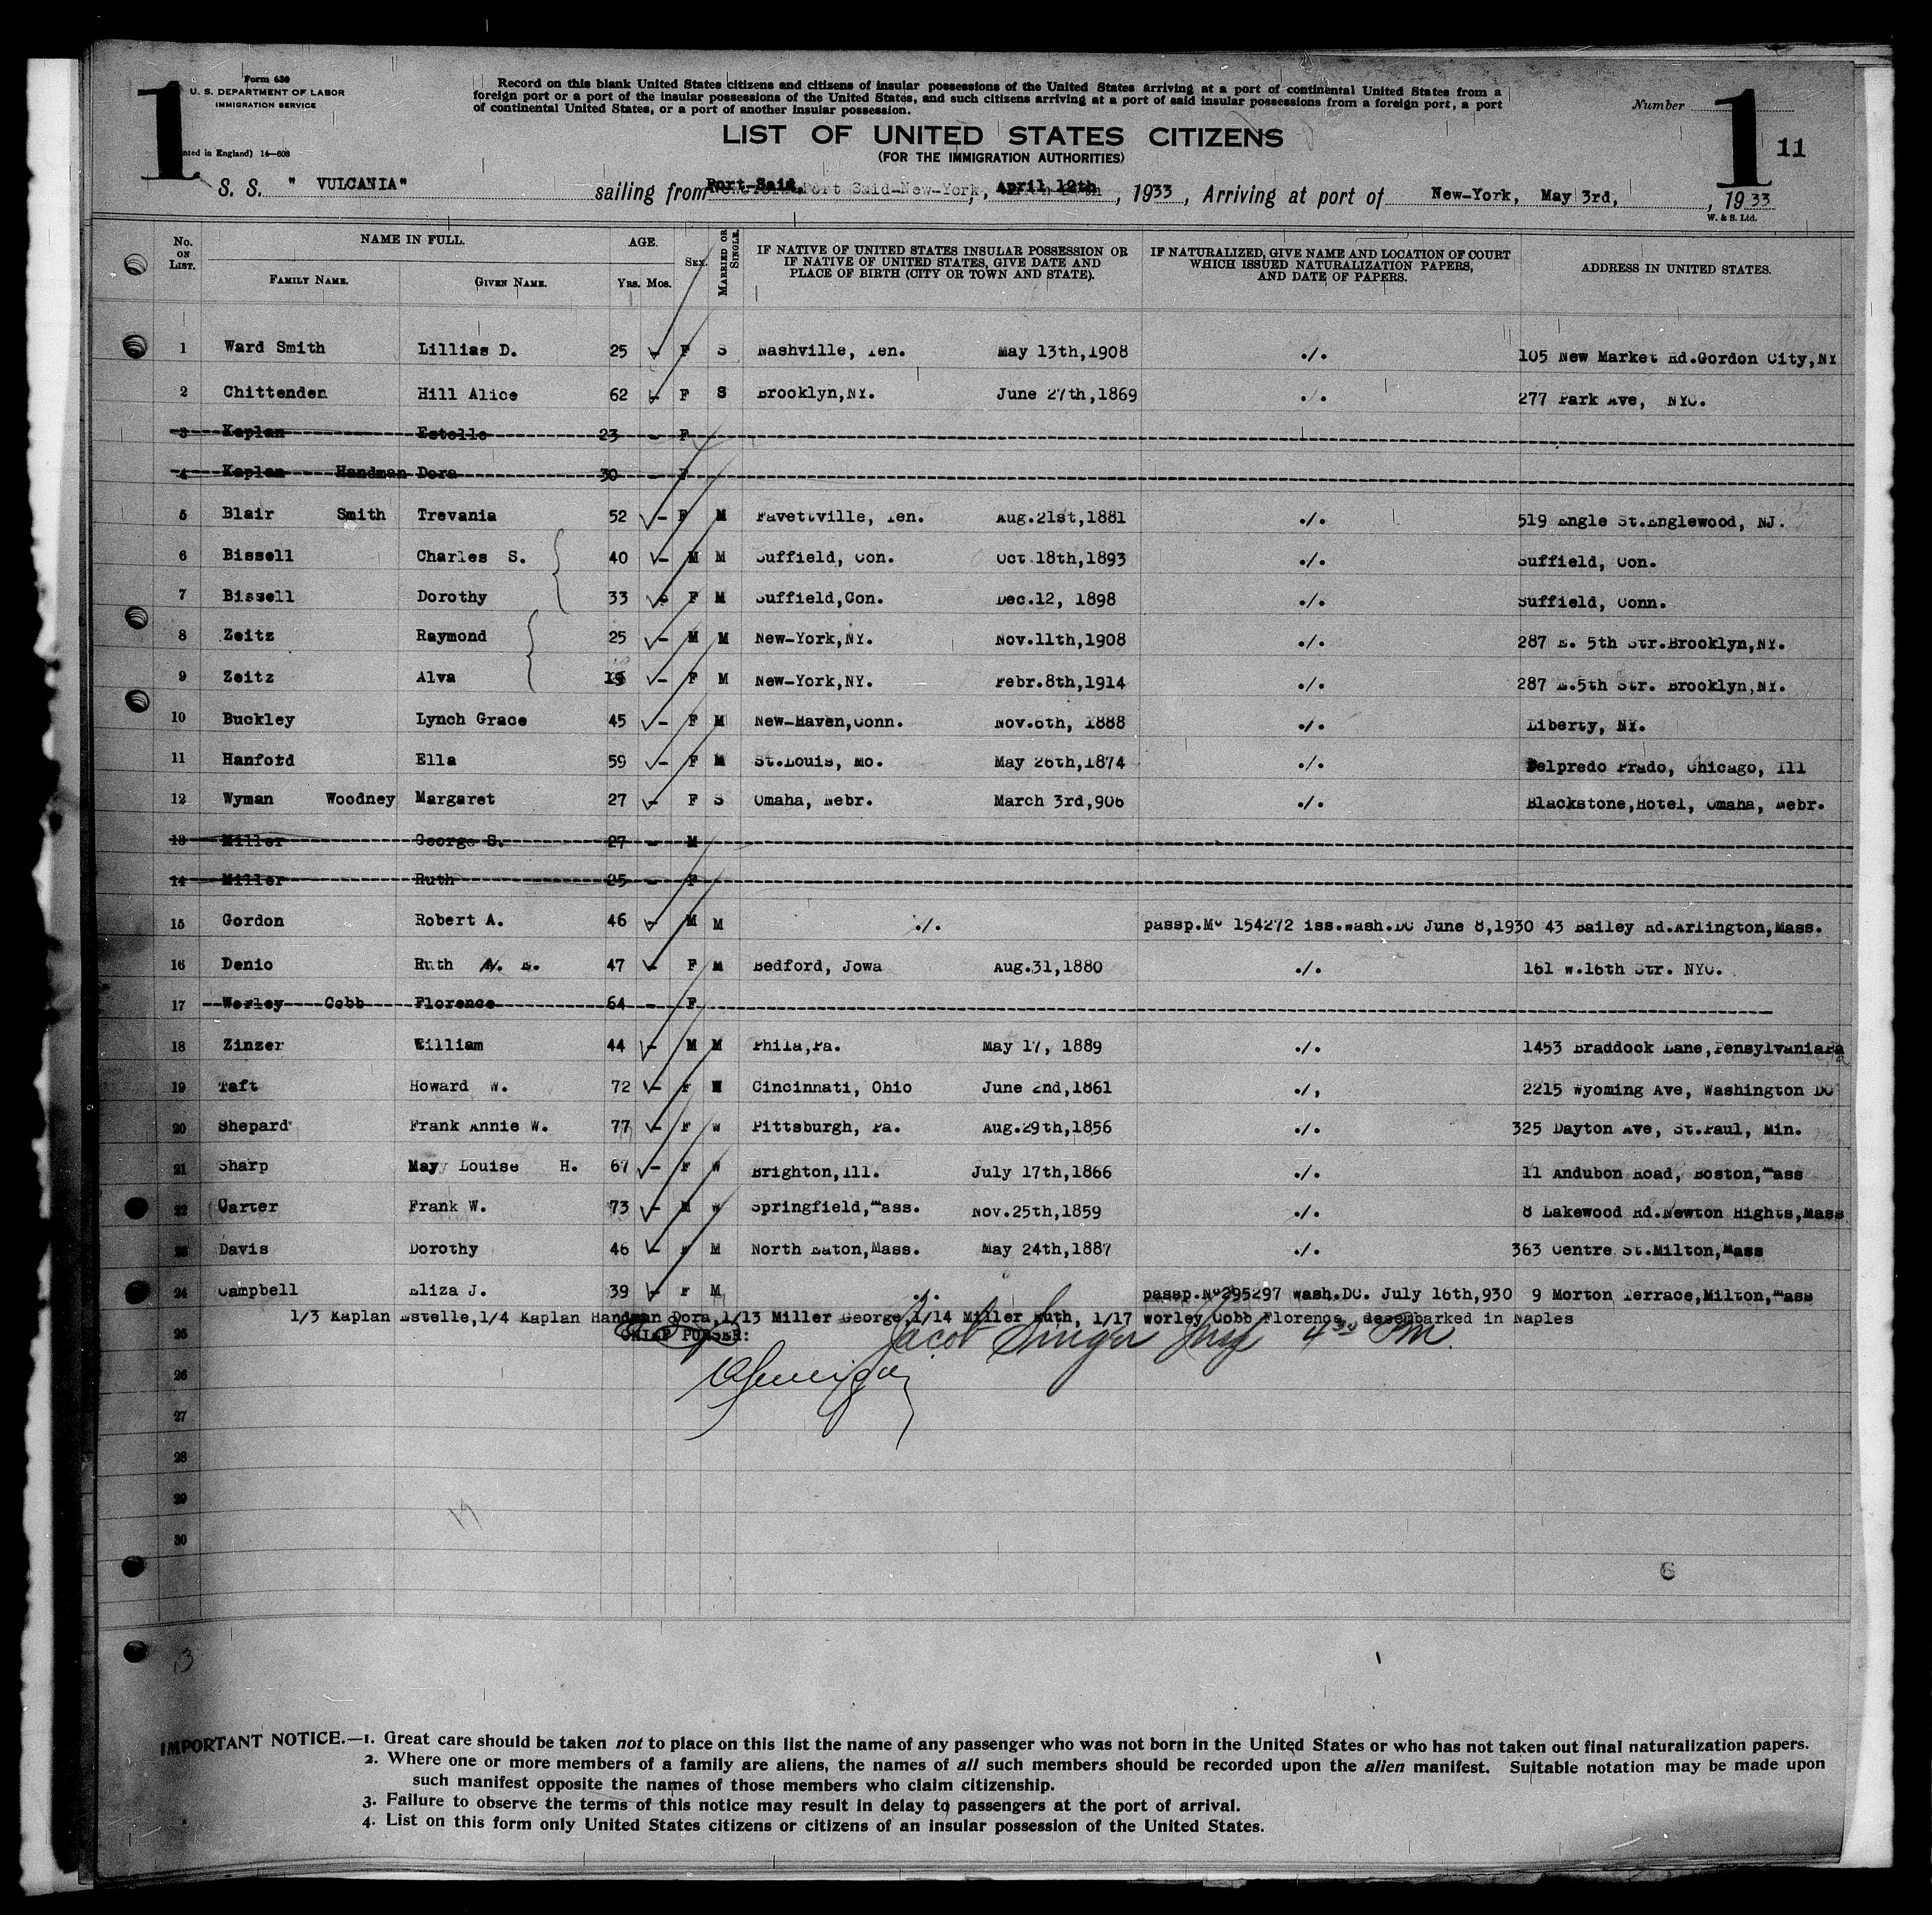 Form 630
U. S. DEPARTMENT OF LABOR
IMMIGRATION SERVICE
1
Record on this blank United States citizens and citizens of insular possessions of the United States arriving at a port of continental United States from a
foreign port or a port of the insular possessions of the United States, and such citizens arriving at a port of said insular possessions from a foreign port, a port
of continental United States, or a port of another insular possession.
Number
1
11
LIST OF UNITED STATES CITIZENS
(FOR THE IMMIGRATION AUTHORITIES)
nted in England) 14—608
S. S. " VULCANIA" sailing from Port-Said, Port Said-New-York, April 12th, 1933, Arriving at port of New-York, May 3rd, , 1933
W. & S. Ltd.
No. ON LIST. NAME IN FULL. AGE. SEX. MARRIED OR SINGLE. IF NATIVE OF UNITED STATES INSULAR POSSESSION OR IF NATIVE OF UNITED STATES, GIVE DATE AND PLACE OF BIRTH (CITY OR TOWN AND STATE). IF NATURALIZED, GIVE NAME AND LOCATION OF COURT WHICH ISSUED NATURALIZATION PAPERS, AND DATE OF PAPERS. ADDRESS IN UNITED STATES.
FAMILY NAME. GIVEN NAME. YRS. MOS.
1 Ward Smith Lillias D. 25 - F S Nashville, Ten. May 13th,1908 ./. 105 New Market Rd.Gordon City,NY
2 Chittenden Hill Alice 62 - F S Brooklyn,NY. June 27th,1869 ./. 277 Park Ave, NYC.
3 Kaplan Estelle 23 - F
4 Kaplan Handman Dora 30 - F
5 Blair Smith Trevania 52 - F M Favettville, Ten. Aug.21st,1881 ./. 519 Engle St.Englewood, NJ.
6 Bissell Charles S. 40 - M M Suffield, Con. Oct 18th,1893 ./. Suffield, Con.
7 Bissell Dorothy 33 - F M Suffield,Con. Dec.12, 1898 ./. Suffield, Conn.
8 Zeitz Raymond 25 - M M New-York,NY. Nov.11th,1908 ./. 287 E. 5th Str.Brooklyn,NY.
9 Zeitz Alva 19 - F M New-York,NY. Febr.8th,1914 ./. 287 E.5th Str. Brooklyn,NY.
10 Buckley Lynch Grace 45 - F M New-Haven,Conn. Nov.6th, 1888 ./. Liberty, NY.
11 Hanford Ella 59 - F M St.Louis, Mo. May 26th,1874 ./. Delpredo Prado, Chicago, Ill
12 Wyman Woodney Margaret 27 - F S Omaha, Nebr. March 3rd,906 ./. Blackstone,Hotel, Omaha, Nebr.
13 Miller George S. 27 - M
14 Miller Ruth 25 - F
15 Gordon Robert A. 46 - M M ./. passp.No 154272 iss.Wash.DC June 8,1930 43 Bailey Rd.Arlington,Mass.
16 Denio Ruth E. 47 - F M Bedford, Jowa Aug.31,1880 ./. 161 W.16th Str. NYC.
17 Worley Cobb Florence 64 - F
18 Zinzer William 44 - M M Phila,Pa. May 17, 1889 ./. 1453 Braddock Lane,PensylvaniaPa
19 Taft Howard W. 72 - F M Cincinnati, Ohio June 2nd,1861 ./, 2215 Wyoming Ave, Washington DC
20 Shepard Frank Annie W. 77 - F W Pittsburgh, Pa. Aug.29th,1856 ./. 325 Dayton Ave, St.Paul, Min.
21 Sharp May Louise H. 67 - F W Brighton,Ill. July 17th,1866 ./. 11 Andubon Road, Boston,Mass
22 Carter Frank W. 73 - M W Springfield,Mass. Nov.25th,1859 ./. 8 Lakewood Rd.Newton Hights,Mass
23 Davis Dorothy 46 - F M North Eaton,Mass. May 24th,1887 ./. 363 Centre St.Milton,Mass
24 Campbell Eliza J. 39 - F M ./. passp.No295297 Wash.DC. July 16th,930 9 Morton Terrace,Milton,Mass
1/3 Kaplan Estelle,1/4 Kaplan Handman Dora,1/13 Miller George,1/14 Miller Ruth, 1/17 Worley Cobb Florence, desembarked in Naples
25 CHIEF PURSER: Jacob Singer Insp 4 30 PM.
26
27
28
29
30
6
IMPORTANT NOTICE.—1. Great care should be taken not to place on this list the name of any passenger who was not born in the United States or who has not taken out final naturalization papers.
2. Where one or more members of a family are aliens, the names of all such members should be recorded upon the alien manifest. Suitable notation may be made upon
such manifest opposite the names of those members who claim citizenship.
3. Failure to observe the terms of this notice may result in delay to passengers at the port of arrival.
4. List on this form only United States citizens or citizens of an insular possession of the United States.